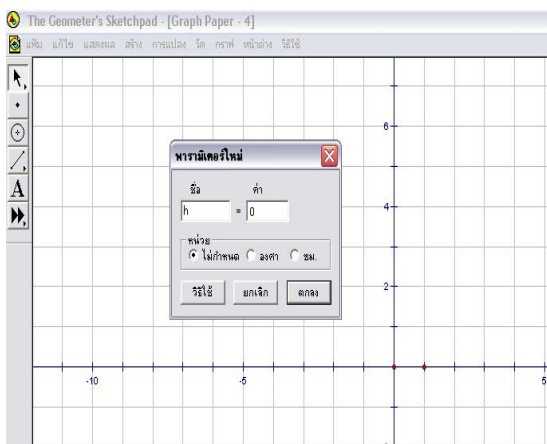 The Geometer's Sketchpad - [Graph Paper - 4]
แฟ้ม แก้ไข แสดงผล สร้าง การแปลง วัด กราฟ หน้าต่าง วิธีใช้
พารามิเตอร์ใหม่
ชื่อ ค่า
h = 0
หน่วย
ไม่กำหนด องศา ซม.
วิธีใช้ ยกเลิก ตกลง
A
6
4
2
-10 -5 5